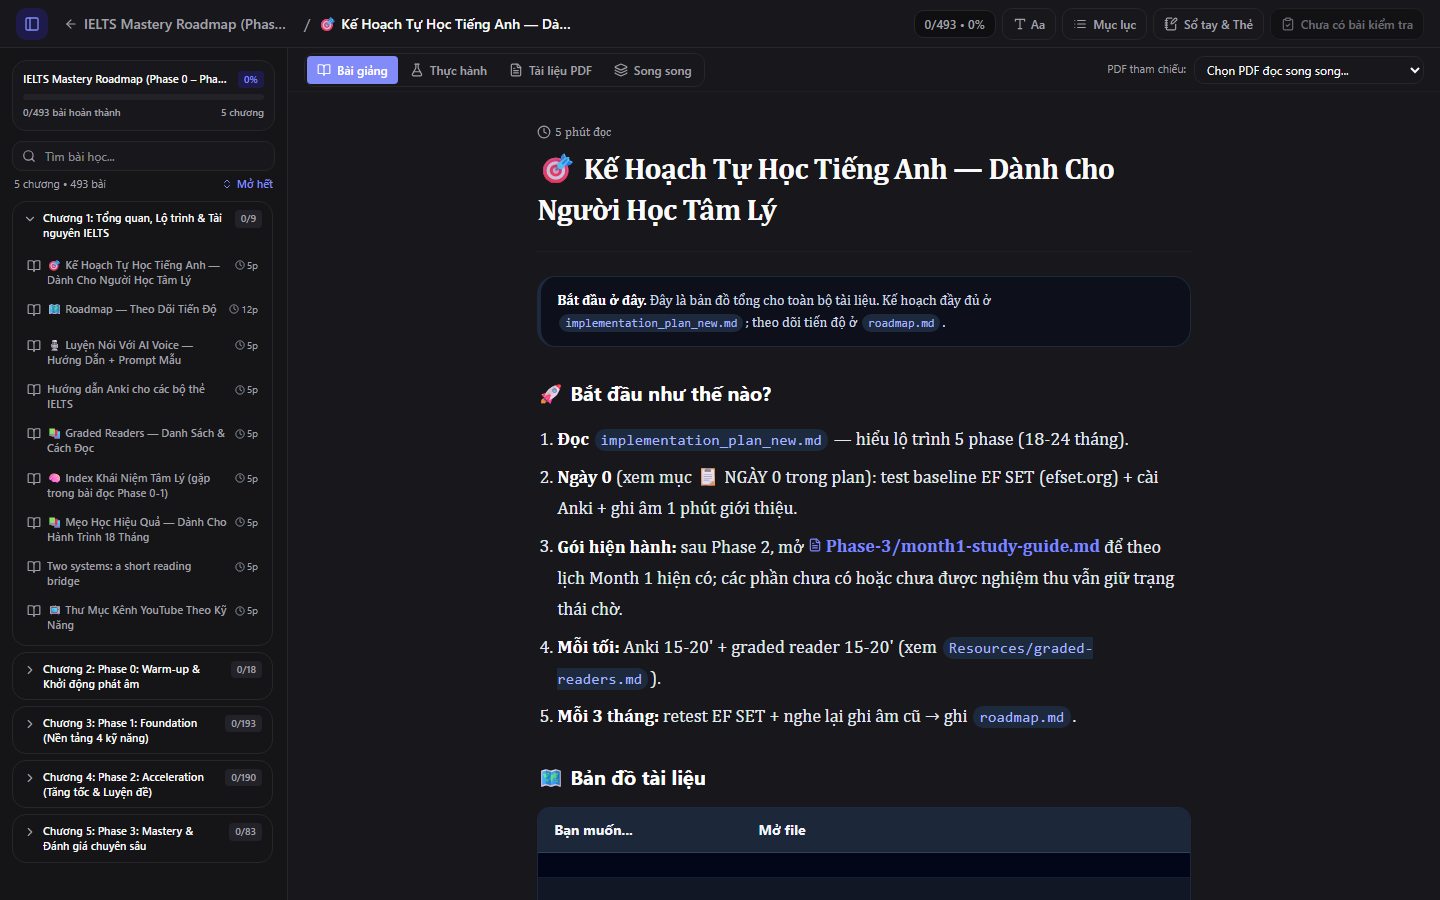 IELTS Mastery Roadmap (Phas... / 🎯 Kế Hoạch Tự Học Tiếng Anh — Dà...
0/493 • 0%
Aa
Mục lục
Sổ tay & Thẻ
Chưa có bài kiểm tra
IELTS Mastery Roadmap (Phase 0 – Pha... 0%
0/493 bài hoàn thành 5 chương
Tìm bài học...
5 chương • 493 bài Mở hết
Chương 1: Tổng quan, Lộ trình & Tài 0/9
nguyên IELTS
🎯 Kế Hoạch Tự Học Tiếng Anh — 5p
Dành Cho Người Học Tâm Lý
🗺️ Roadmap — Theo Dõi Tiến Độ 12p
🎙️ Luyện Nói Với AI Voice — 5p
Hướng Dẫn + Prompt Mẫu
Hướng dẫn Anki cho các bộ thẻ 5p
IELTS
📚 Graded Readers — Danh Sách & 5p
Cách Đọc
🧠 Index Khái Niệm Tâm Lý (gặp 5p
trong bài đọc Phase 0-1)
📚 Mẹo Học Hiệu Quả — Dành Cho 5p
Hành Trình 18 Tháng
Two systems: a short reading 5p
bridge
📺 Thư Mục Kênh YouTube Theo Kỹ 5p
Năng
Chương 2: Phase 0: Warm-up & 0/18
Khởi động phát âm
Chương 3: Phase 1: Foundation 0/193
(Nền tảng 4 kỹ năng)
Chương 4: Phase 2: Acceleration 0/190
(Tăng tốc & Luyện đề)
Chương 5: Phase 3: Mastery & 0/83
Đánh giá chuyên sâu
Bài giảng
Thực hành
Tài liệu PDF
Song song
PDF tham chiếu: Chọn PDF đọc song song...
5 phút đọc
🎯 Kế Hoạch Tự Học Tiếng Anh — Dành Cho
Người Học Tâm Lý
Bắt đầu ở đây. Đây là bản đồ tổng cho toàn bộ tài liệu. Kế hoạch đầy đủ ở
implementation_plan_new.md ; theo dõi tiến độ ở roadmap.md .
🚀 Bắt đầu như thế nào?
1. Đọc implementation_plan_new.md — hiểu lộ trình 5 phase (18-24 tháng).
2. Ngày 0 (xem mục 📋 NGÀY 0 trong plan): test baseline EF SET (efset.org) + cài
Anki + ghi âm 1 phút giới thiệu.
3. Gói hiện hành: sau Phase 2, mở Phase-3/month1-study-guide.md để theo
lịch Month 1 hiện có; các phần chưa có hoặc chưa được nghiệm thu vẫn giữ trạng
thái chờ.
4. Mỗi tối: Anki 15-20' + graded reader 15-20' (xem Resources/graded-
readers.md ).
5. Mỗi 3 tháng: retest EF SET + nghe lại ghi âm cũ → ghi roadmap.md .
🗺️ Bản đồ tài liệu
Bạn muốn... Mở file